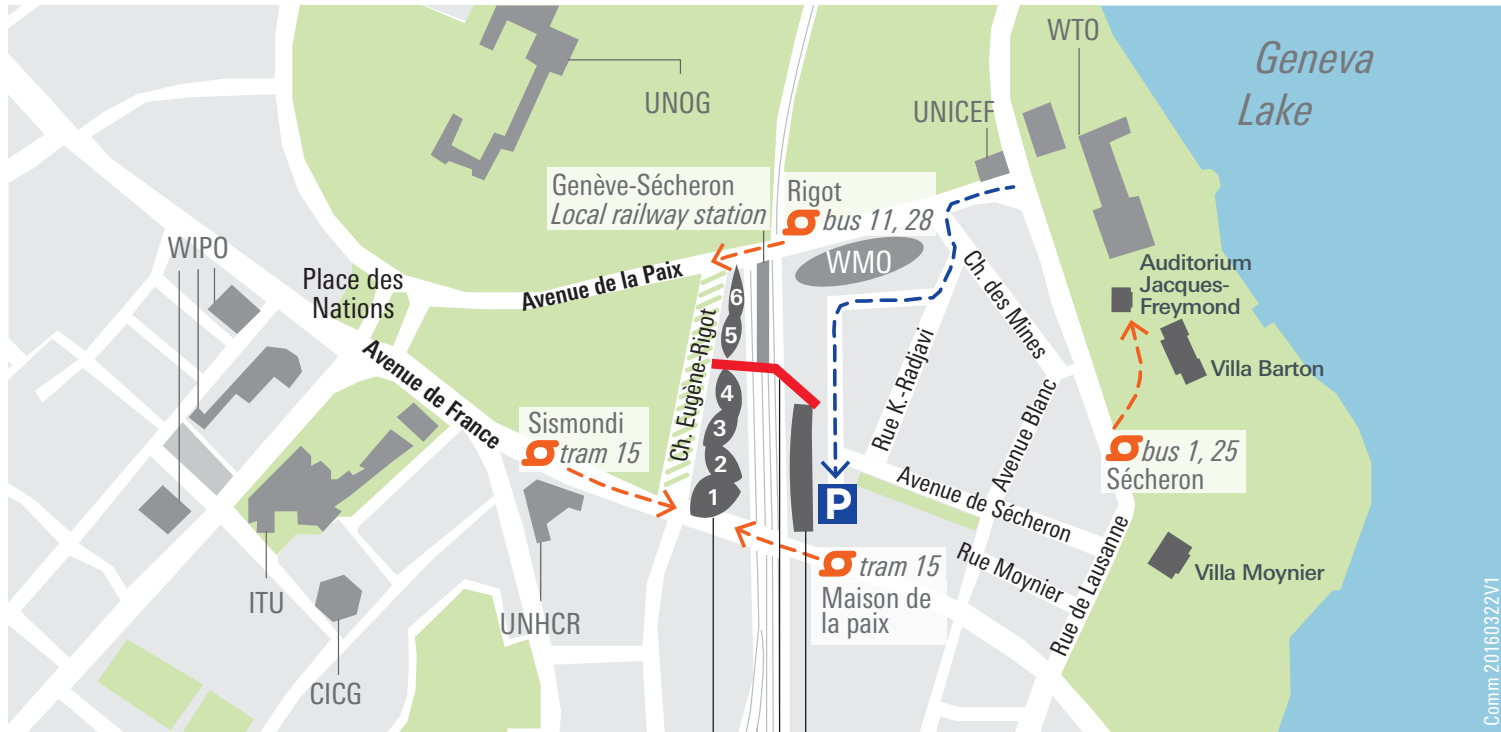 WTO
Geneva
Lake
UNOG
UNICEF
Genève-Sécheron
Local railway station
Rigot
bus 11, 28
WIPO
Place des
Nations
Avenue de la Paix
WMO
Ch. des Mines
Auditorium
Jacques-
Freymond
6
5
4
3
2
1
Ch. Eugène-Rigot
Rue K.-Radjavi
Villa Barton
Avenue de France
Avenue Blanc
Sismondi
tram 15
bus 1, 25
Sécheron
P
Avenue de Sécheron
Rue Moynier
Rue de Lausanne
tram 15
Maison de
la paix
Villa Moynier
ITU
UNHCR
CICG
Comm 20160322V1